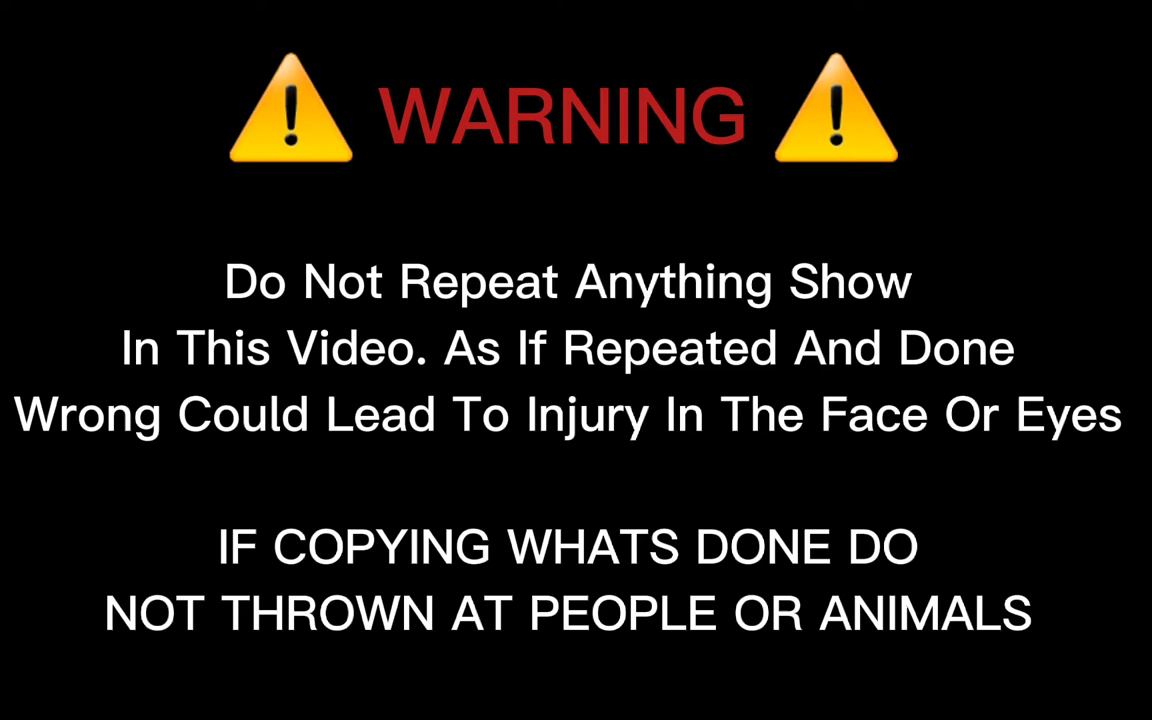 WARNING
Do Not Repeat Anything Show
In This Video. As If Repeated And Done
Wrong Could Lead To Injury In The Face Or Eyes
IF COPYING WHATS DONE DO
NOT THROWN AT PEOPLE OR ANIMALS